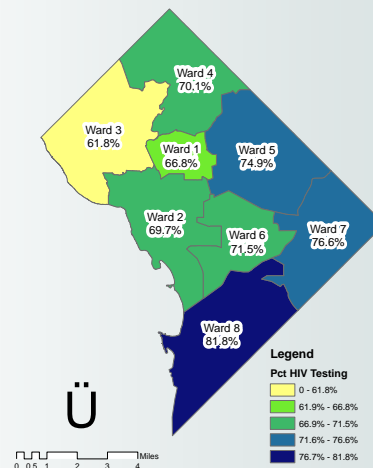 Ward 4
70.1%
Ward 3
61.8%
Ward 1
66.8%
Ward 5
74.9%
Ward 2
69.7%
Ward 6
71.5%
Ward 7
76.6%
Ward 8
81.8%
Legend
Pct HIV Testing
0 - 61.8%
61.9% - 66.8%
66.9% - 71.5%
71.6% - 76.6%
76.7% - 81.8%
Ü
Miles
0 0.5 1 2 3 4